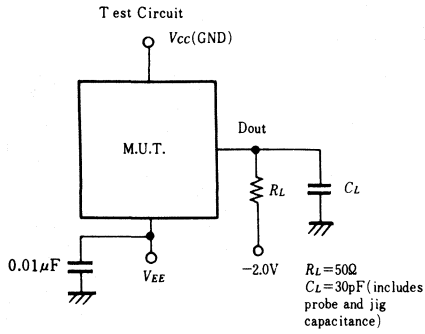 Test Circuit
Vcc(GND)
Dout
M.U.T.
RL
CL
0.01μF
VEE
−2.0V
RL=50Ω
CL=30pF(includes
probe and jig
capacitance)